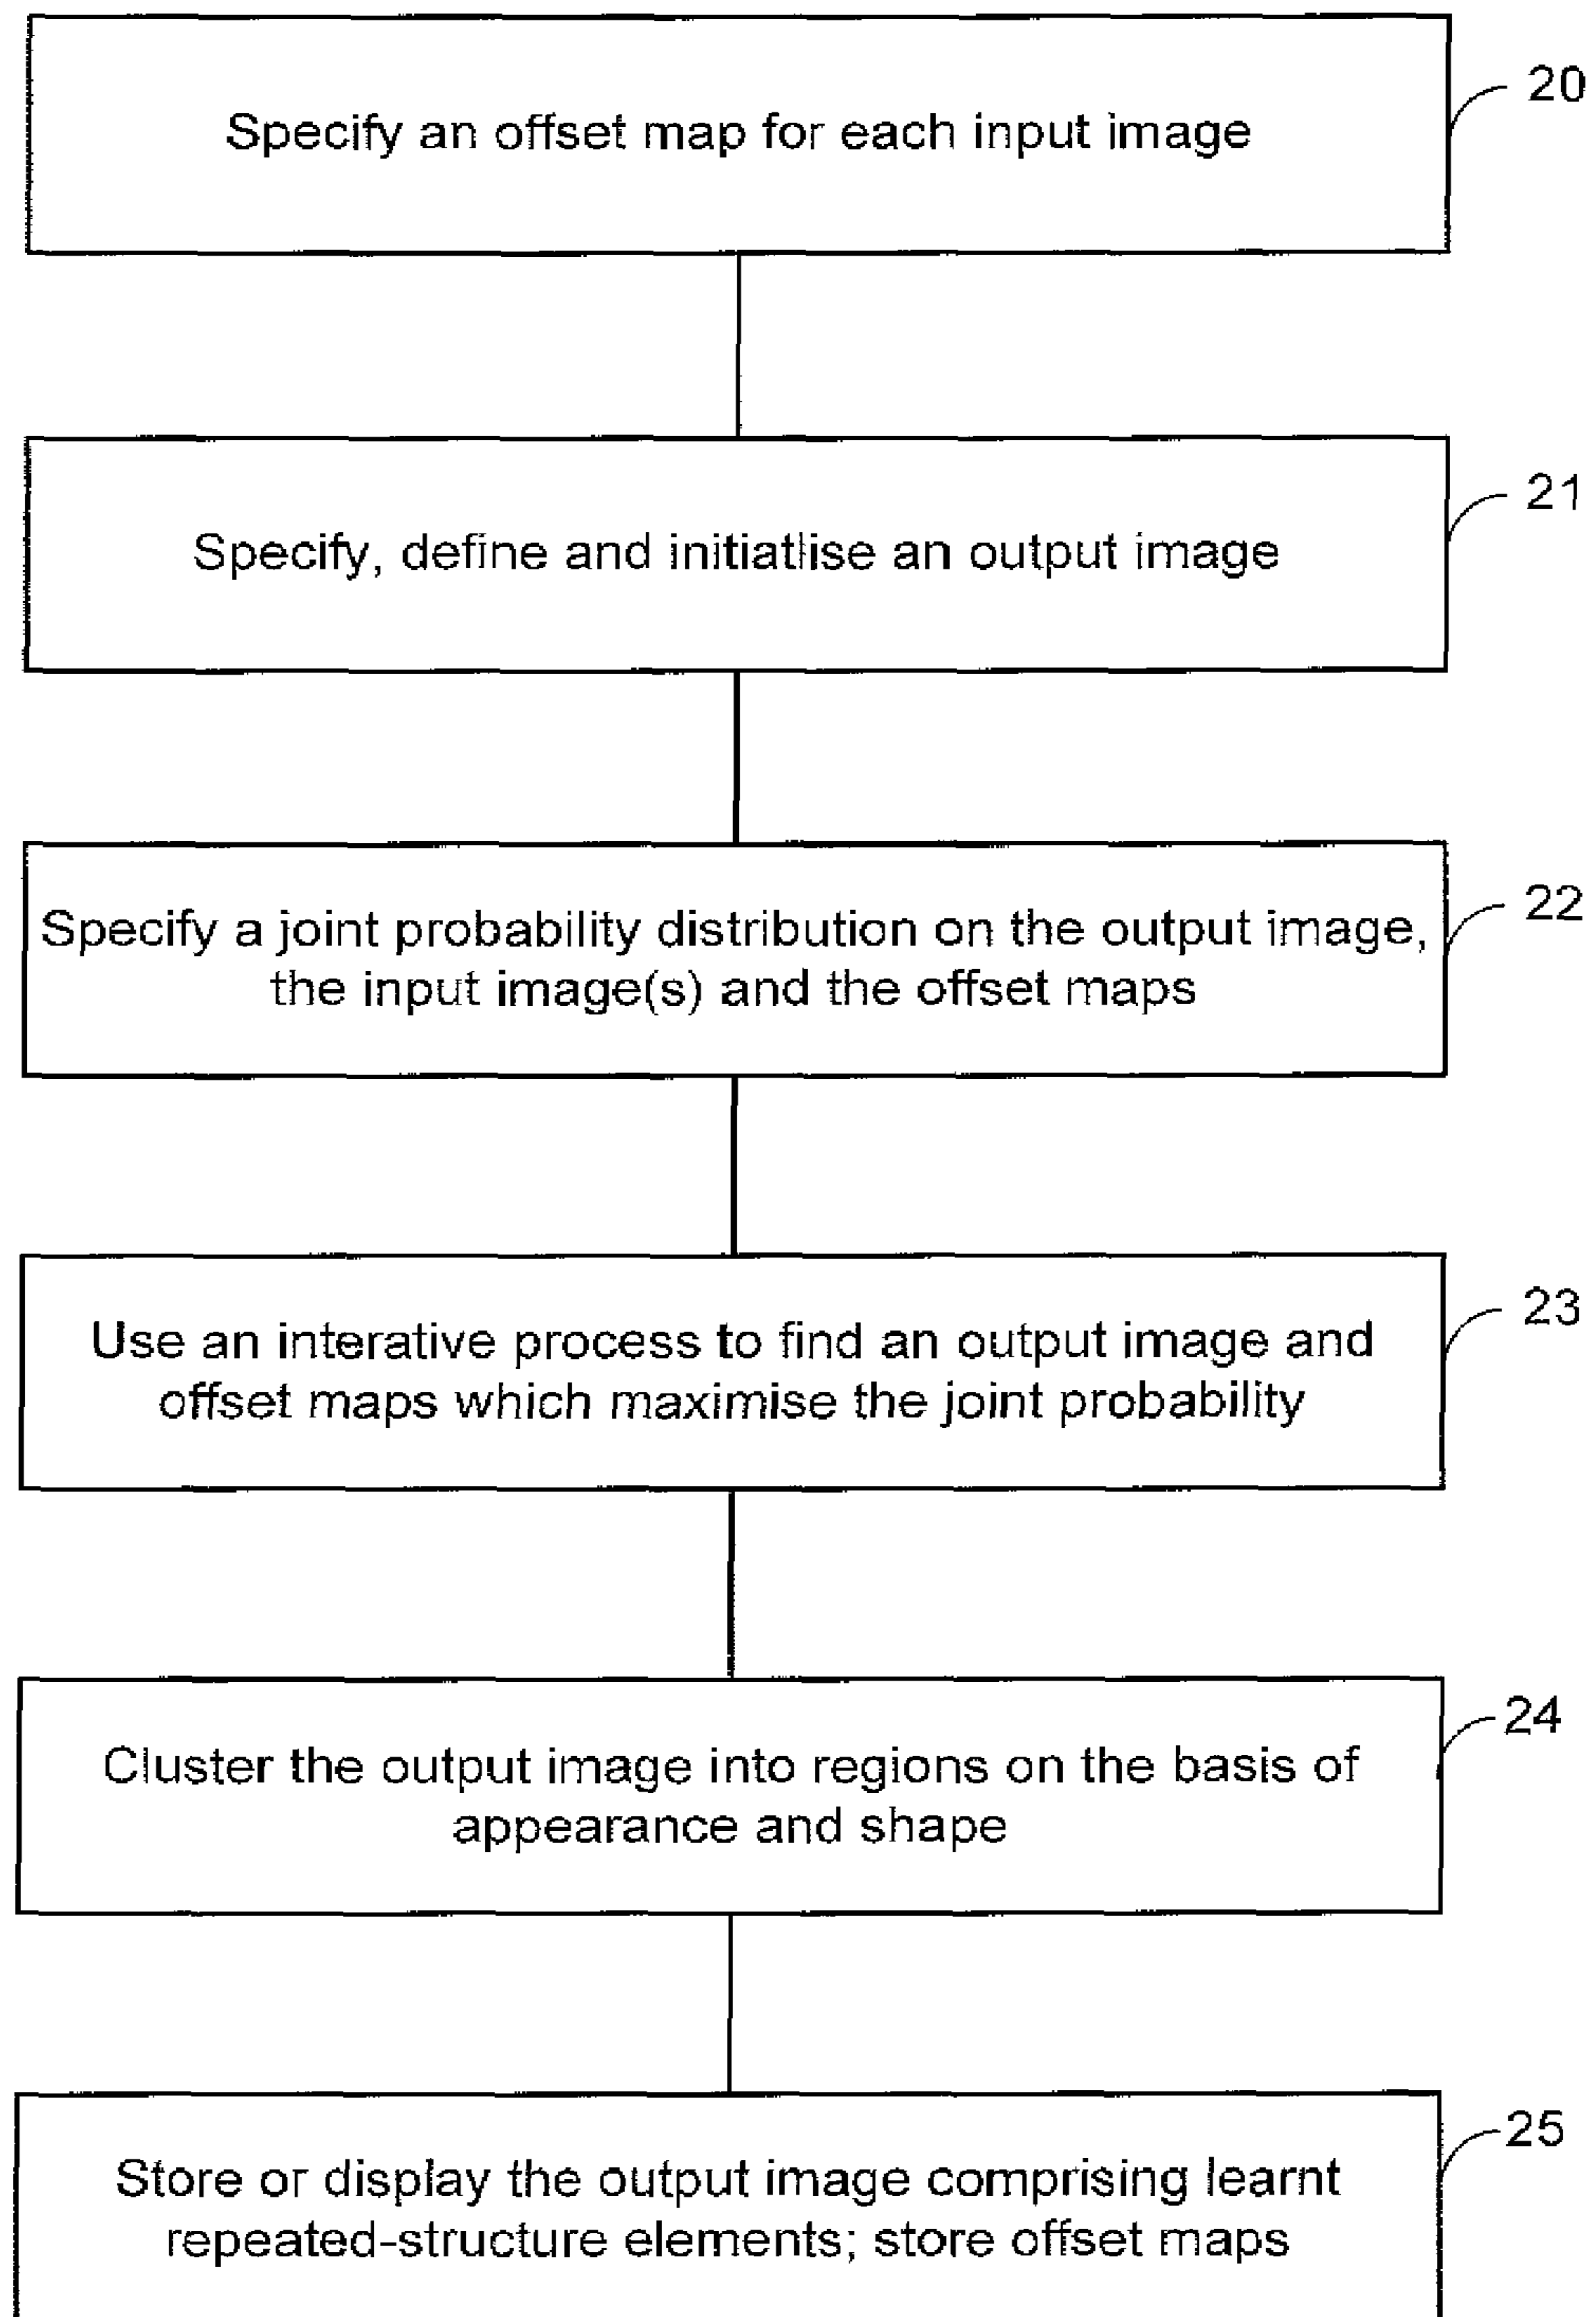 Specify an offset map for each input image
20
Specify, define and initiatlise an output image
21
Specify a joint probability distribution on the output image,
the input image(s) and the offset maps
22
Use an interative process to find an output image and
offset maps which maximise the joint probability
23
Cluster the output image into regions on the basis of
appearance and shape
24
Store or display the output image comprising learnt
repeated-structure elements; store offset maps
25